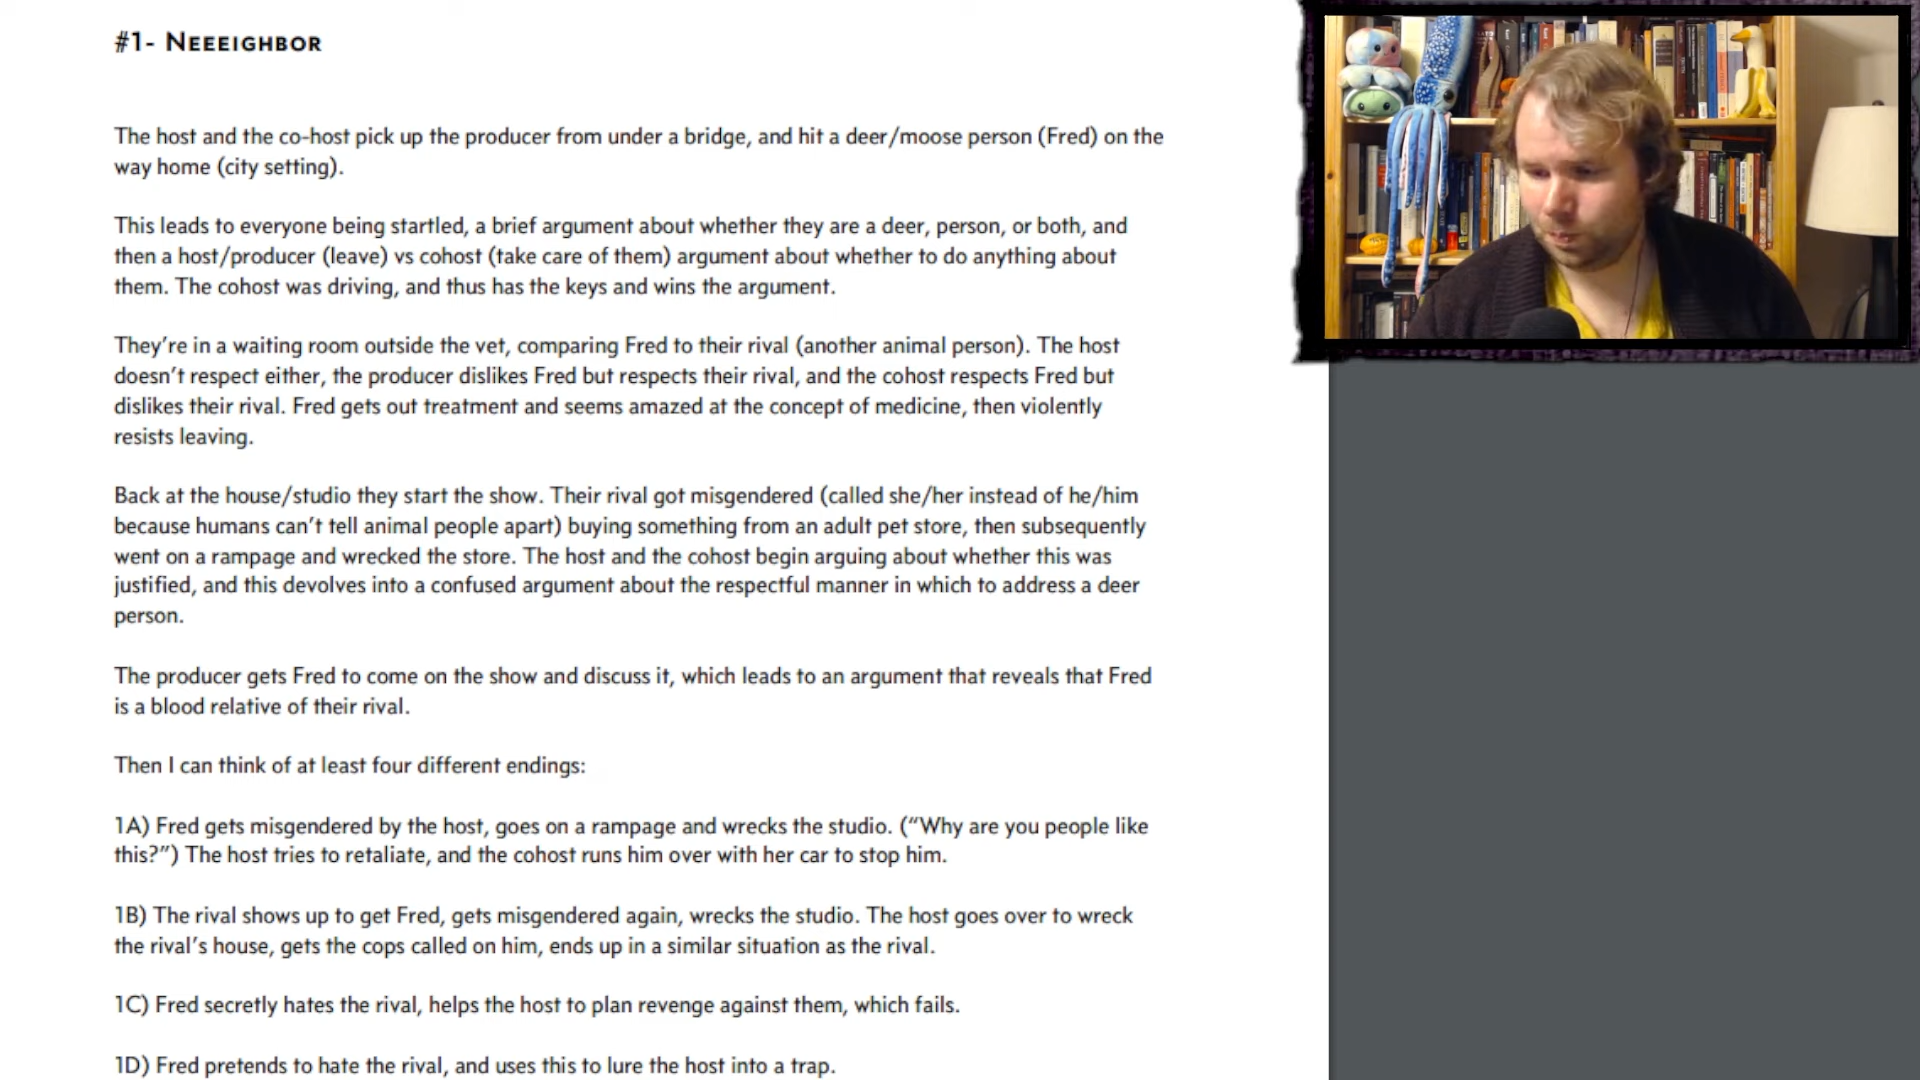 #1- Neeeighbor
The host and the co-host pick up the producer from under a bridge, and hit a deer/moose person (Fred) on the
way home (city setting).
This leads to everyone being startled, a brief argument about whether they are a deer, person, or both, and
then a host/producer (leave) vs cohost (take care of them) argument about whether to do anything about
them. The cohost was driving, and thus has the keys and wins the argument.
They're in a waiting room outside the vet, comparing Fred to their rival (another animal person). The host
doesn't respect either, the producer dislikes Fred but respects their rival, and the cohost respects Fred but
dislikes their rival. Fred gets out treatment and seems amazed at the concept of medicine, then violently
resists leaving.
Back at the house/studio they start the show. Their rival got misgendered (called she/her instead of he/him
because humans can't tell animal people apart) buying something from an adult pet store, then subsequently
went on a rampage and wrecked the store. The host and the cohost begin arguing about whether this was
justified, and this devolves into a confused argument about the respectful manner in which to address a deer
person.
The producer gets Fred to come on the show and discuss it, which leads to an argument that reveals that Fred
is a blood relative of their rival.
Then I can think of at least four different endings:
1A) Fred gets misgendered by the host, goes on a rampage and wrecks the studio. (“Why are you people like
this?”) The host tries to retaliate, and the cohost runs him over with her car to stop him.
1B) The rival shows up to get Fred, gets misgendered again, wrecks the studio. The host goes over to wreck
the rival's house, gets the cops called on him, ends up in a similar situation as the rival.
1C) Fred secretly hates the rival, helps the host to plan revenge against them, which fails.
1D) Fred pretends to hate the rival, and uses this to lure the host into a trap.